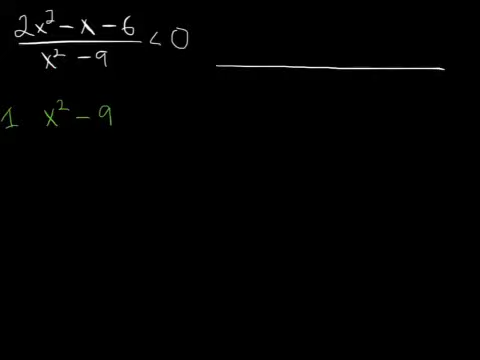 2x² - x - 6
x² - 9
< 0
1 x² - 9